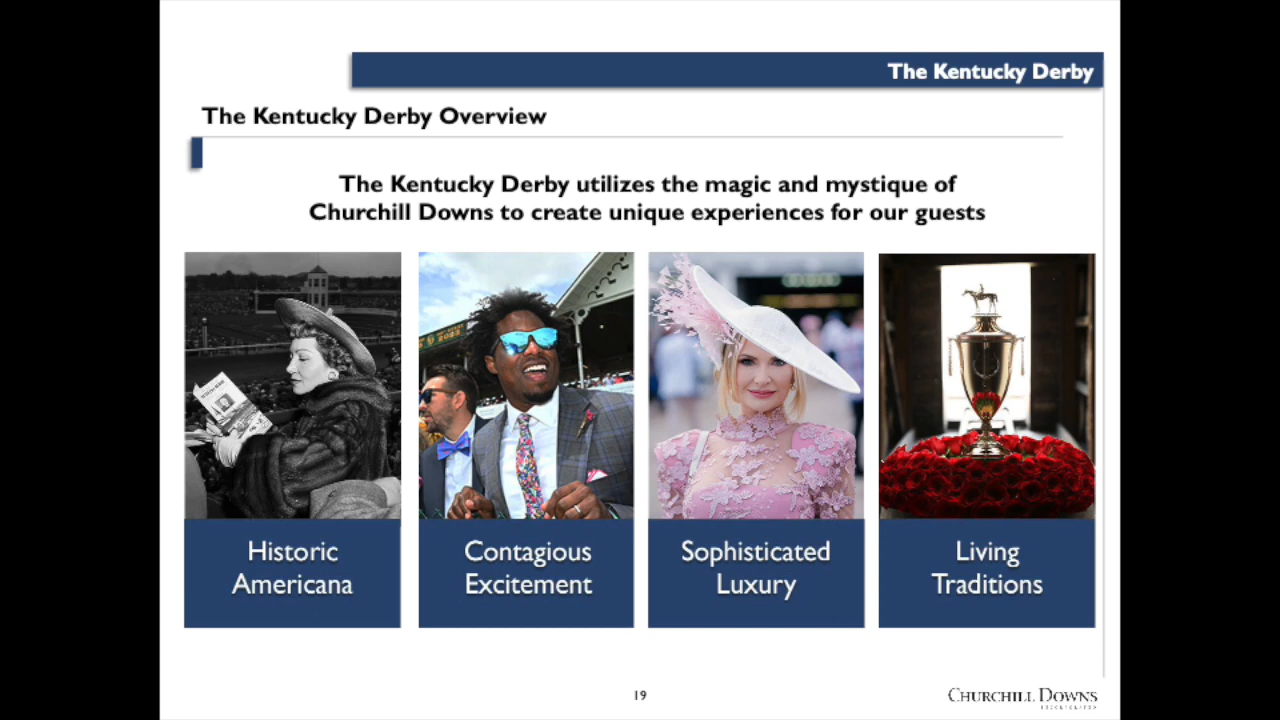 The Kentucky Derby
The Kentucky Derby Overview
The Kentucky Derby utilizes the magic and mystique of
Churchill Downs to create unique experiences for our guests
Historic
Americana
Contagious
Excitement
Sophisticated
Luxury
Living
Traditions
19
CHURCHILL DOWNS
INCORPORATED